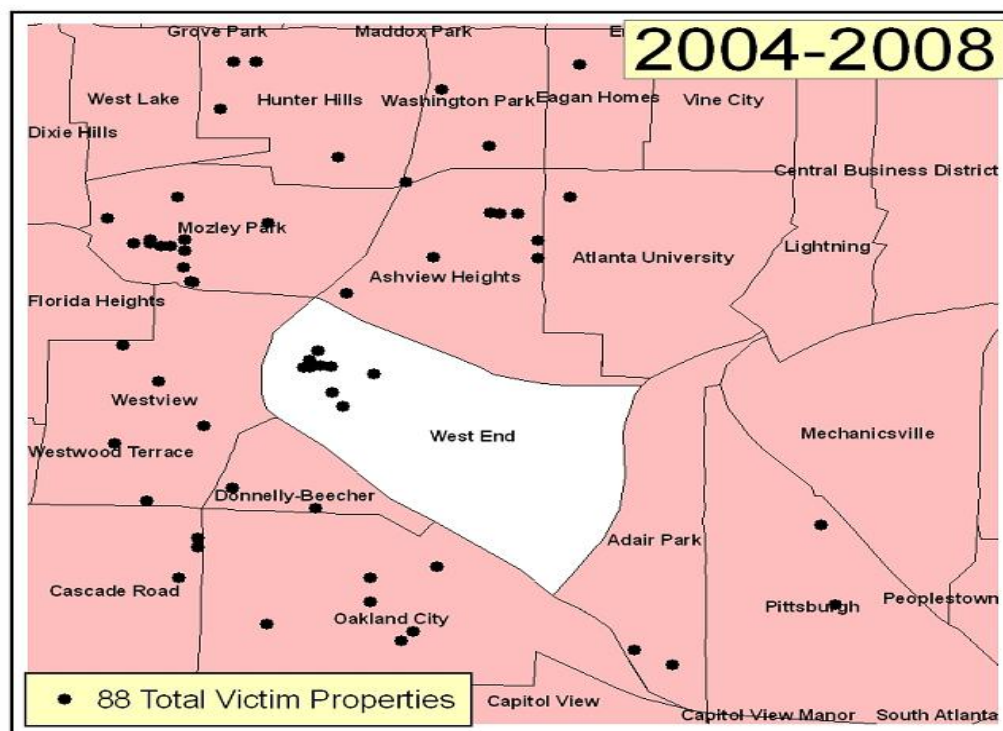 Grove Park
Maddox Park
2004-2008
West Lake
Hunter Hills
Washington Park
Eagan Homes
Vine City
Dixie Hills
Central Business District
Mozley Park
Lightning
Ashview Heights
Atlanta University
Florida Heights
Westview
West End
Mechanicsville
Westwood Terrace
Donnelly-Beecher
Adair Park
Cascade Road
Oakland City
Pittsburgh
Peoplestown
88 Total Victim Properties
Capitol View
Capitol View Manor
South Atlanta